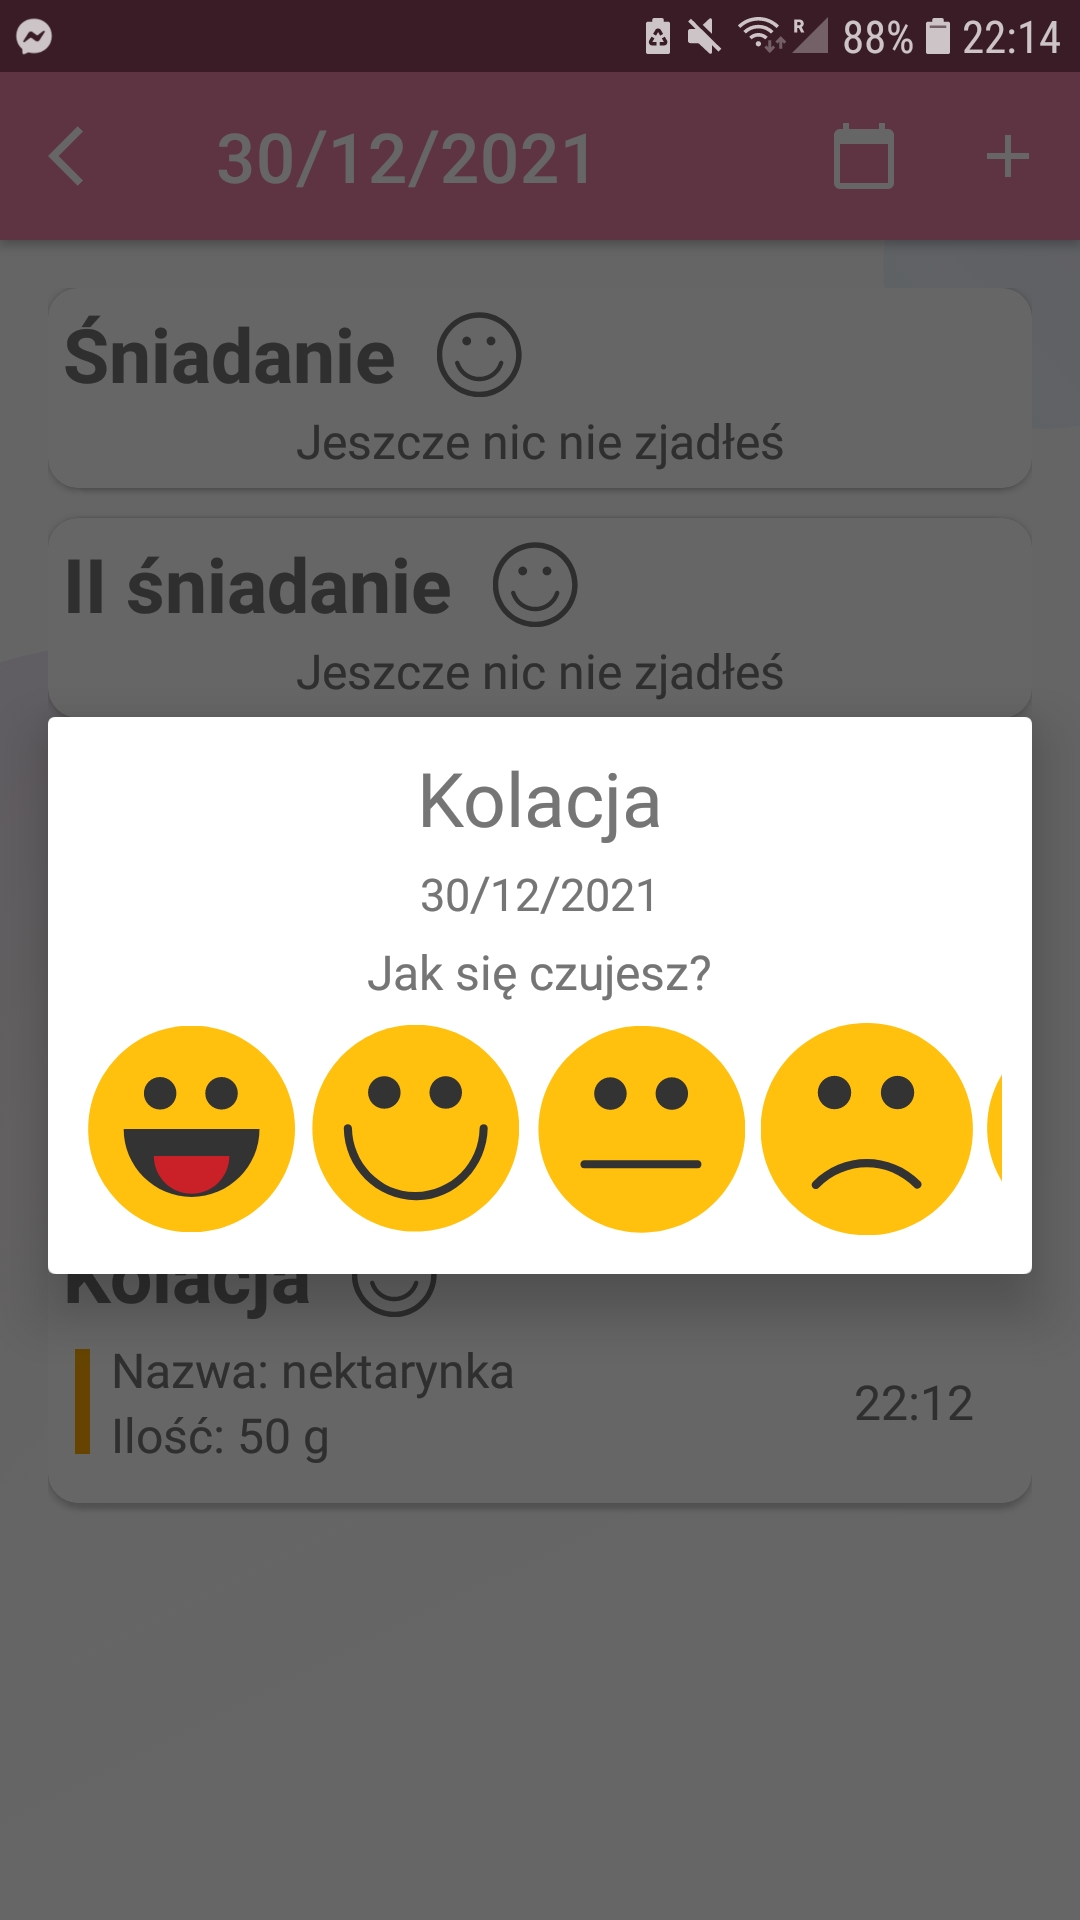 R 88% 22:14
30/12/2021
Śniadanie
Jeszcze nic nie zjadłeś
II śniadanie
Jeszcze nic nie zjadłeś
Kolacja
30/12/2021
Jak się czujesz?
Kolacja
Nazwa: nektarynka
22:12
Ilość: 50 g